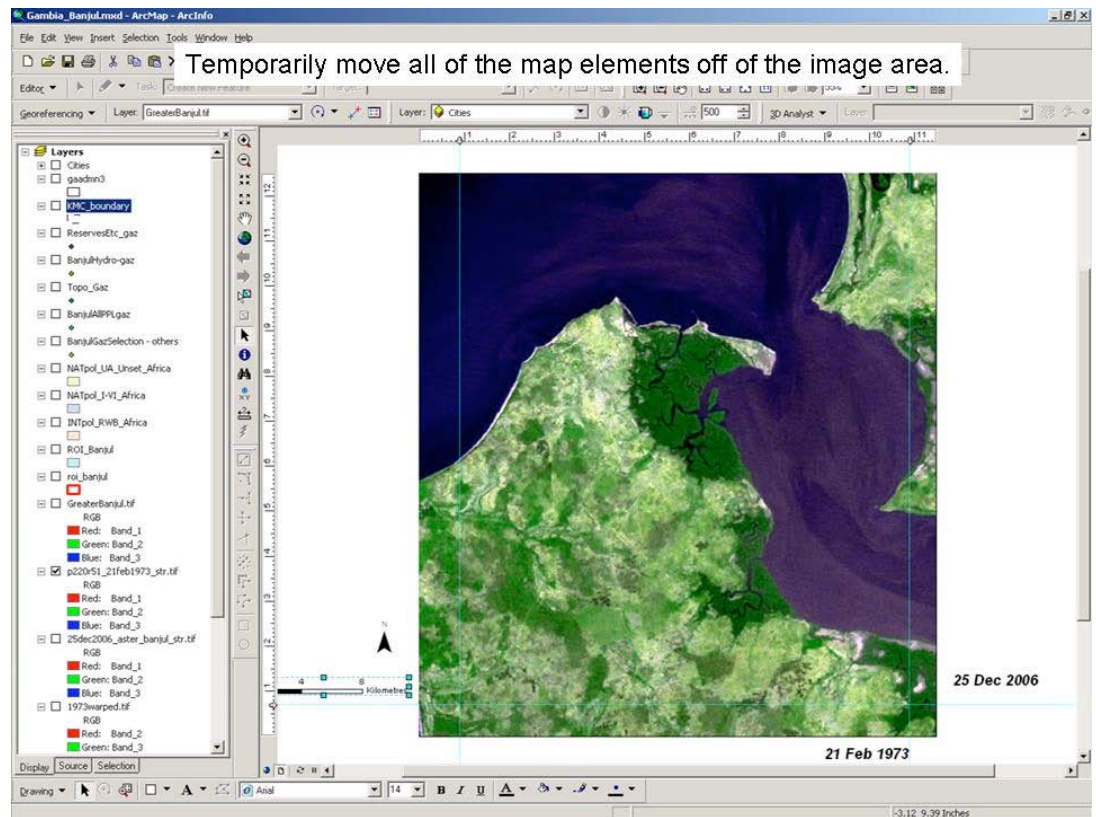 Gambia_Banjul.mxd - ArcMap - ArcInfo
File Edit View Insert Selection Tools Window Help
Temporarily move all of the map elements off of the image area.
Editor Task: Create New Feature
Georeferencing Layer: GreaterBanjul.tif Layer: Cities 500 3D Analyst Layer:
Layers
Cities
gaadmn3
KMC_boundary
ReservesEtc_gaz
BanjulHydro-gaz
Topo_Gaz
BanjulAllPPLgaz
BanjulGazSelection - others
NATpol_UA_Unset_Africa
NATpol_I-VI_Africa
INTpol_RWB_Africa
ROI_Banjul
roi_banjul
GreaterBanjul.tif
RGB
Red: Band_1
Green: Band_2
Blue: Band_3
p220r51_21feb1973_str.tif
RGB
Red: Band_1
Green: Band_2
Blue: Band_3
25dec2006_aster_banjul_str.tif
RGB
Red: Band_1
Green: Band_2
Blue: Band_3
1973warped.tif
RGB
Red: Band_2
Green: Band_3
Display Source Selection
N
4 8
Kilometres
25 Dec 2006
21 Feb 1973
Drawing A Arial 14 B I U A
-3.12 9.39 Inches